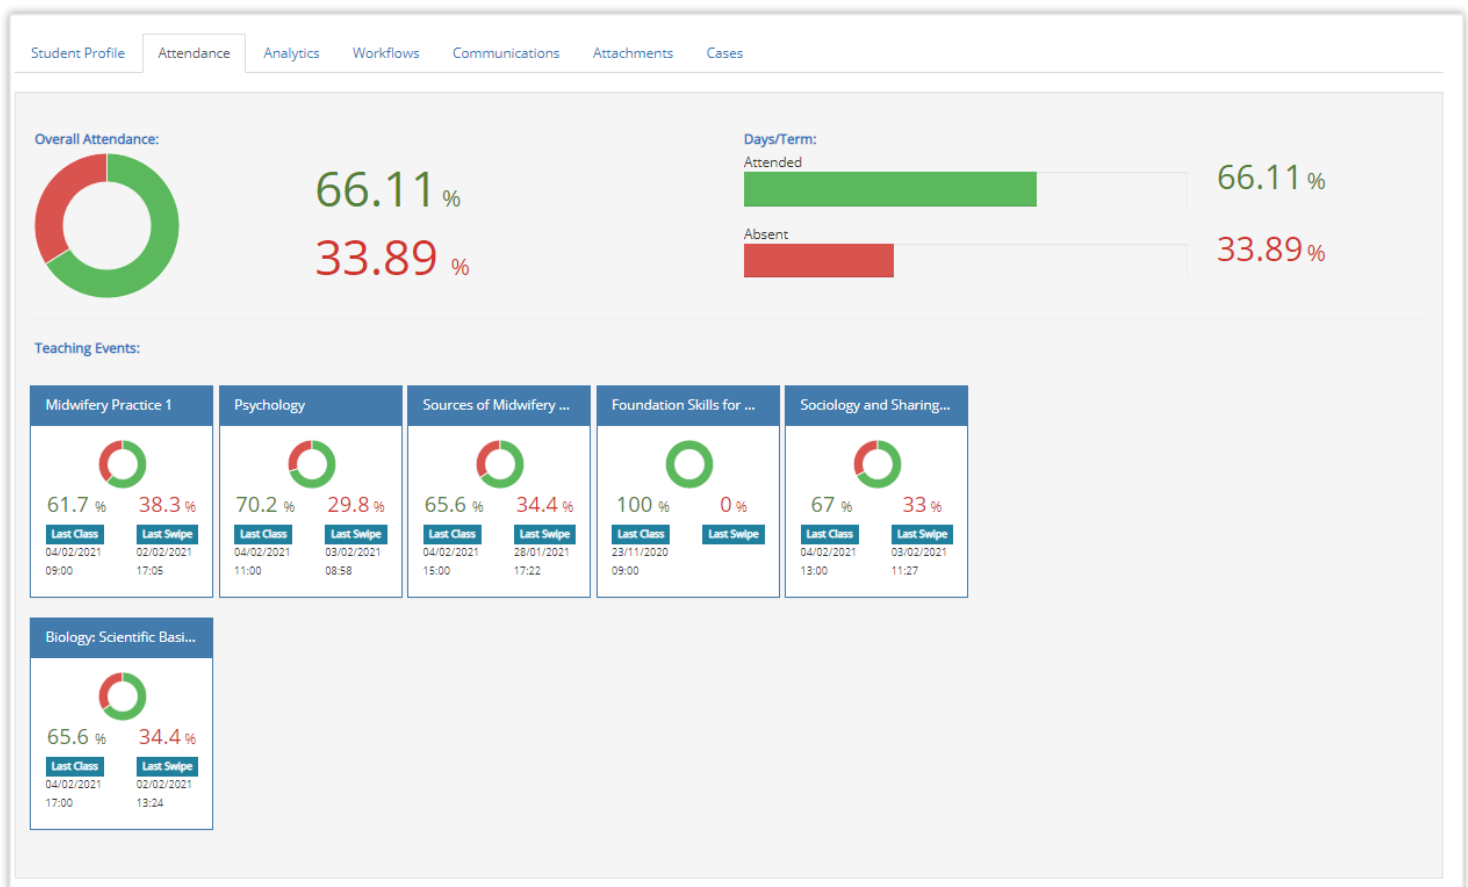 Student Profile Attendance Analytics Workflows Communications Attachments Cases
Overall Attendance:
66.11 %
33.89 %
Days/Term:
Attended
66.11 %
Absent
33.89 %
Teaching Events:
Midwifery Practice 1
61.7 % 38.3 %
Last Class Last Swipe
04/02/2021 02/02/2021
09:00 17:05
Psychology
70.2 % 29.8 %
Last Class Last Swipe
04/02/2021 03/02/2021
11:00 08:58
Sources of Midwifery ...
65.6 % 34.4 %
Last Class Last Swipe
04/02/2021 28/01/2021
15:00 17:22
Foundation Skills for ...
100 % 0 %
Last Class Last Swipe
23/11/2020
09:00
Sociology and Sharing...
67 % 33 %
Last Class Last Swipe
04/02/2021 03/02/2021
13:00 11:27
Biology: Scientific Basi...
65.6 % 34.4 %
Last Class Last Swipe
04/02/2021 02/02/2021
17:00 13:24